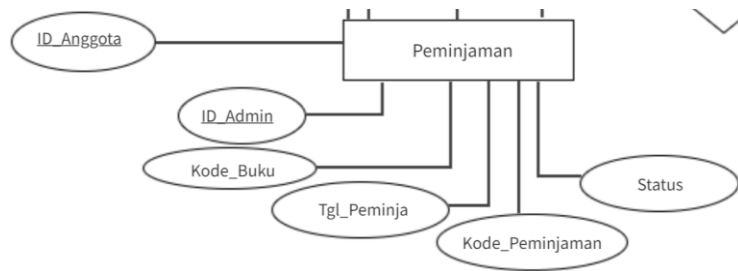 ID_Anggota
Peminjaman
ID_Admin
Kode_Buku
Tgl_Peminja
Status
Kode_Peminjaman